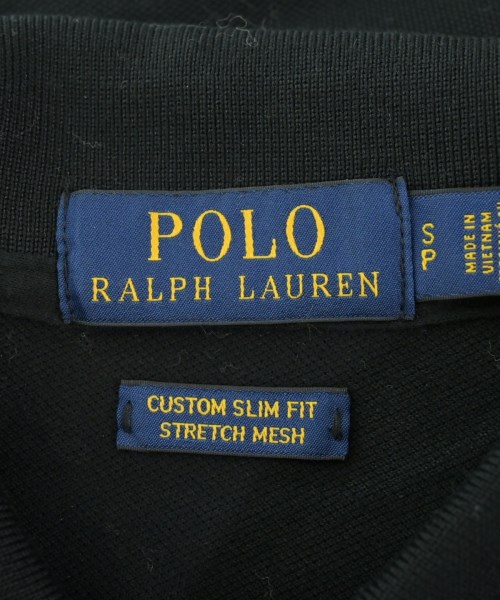 POLO
RALPH LAUREN
S
P
MADE IN
VIETNAM
CUSTOM SLIM FIT
STRETCH MESH